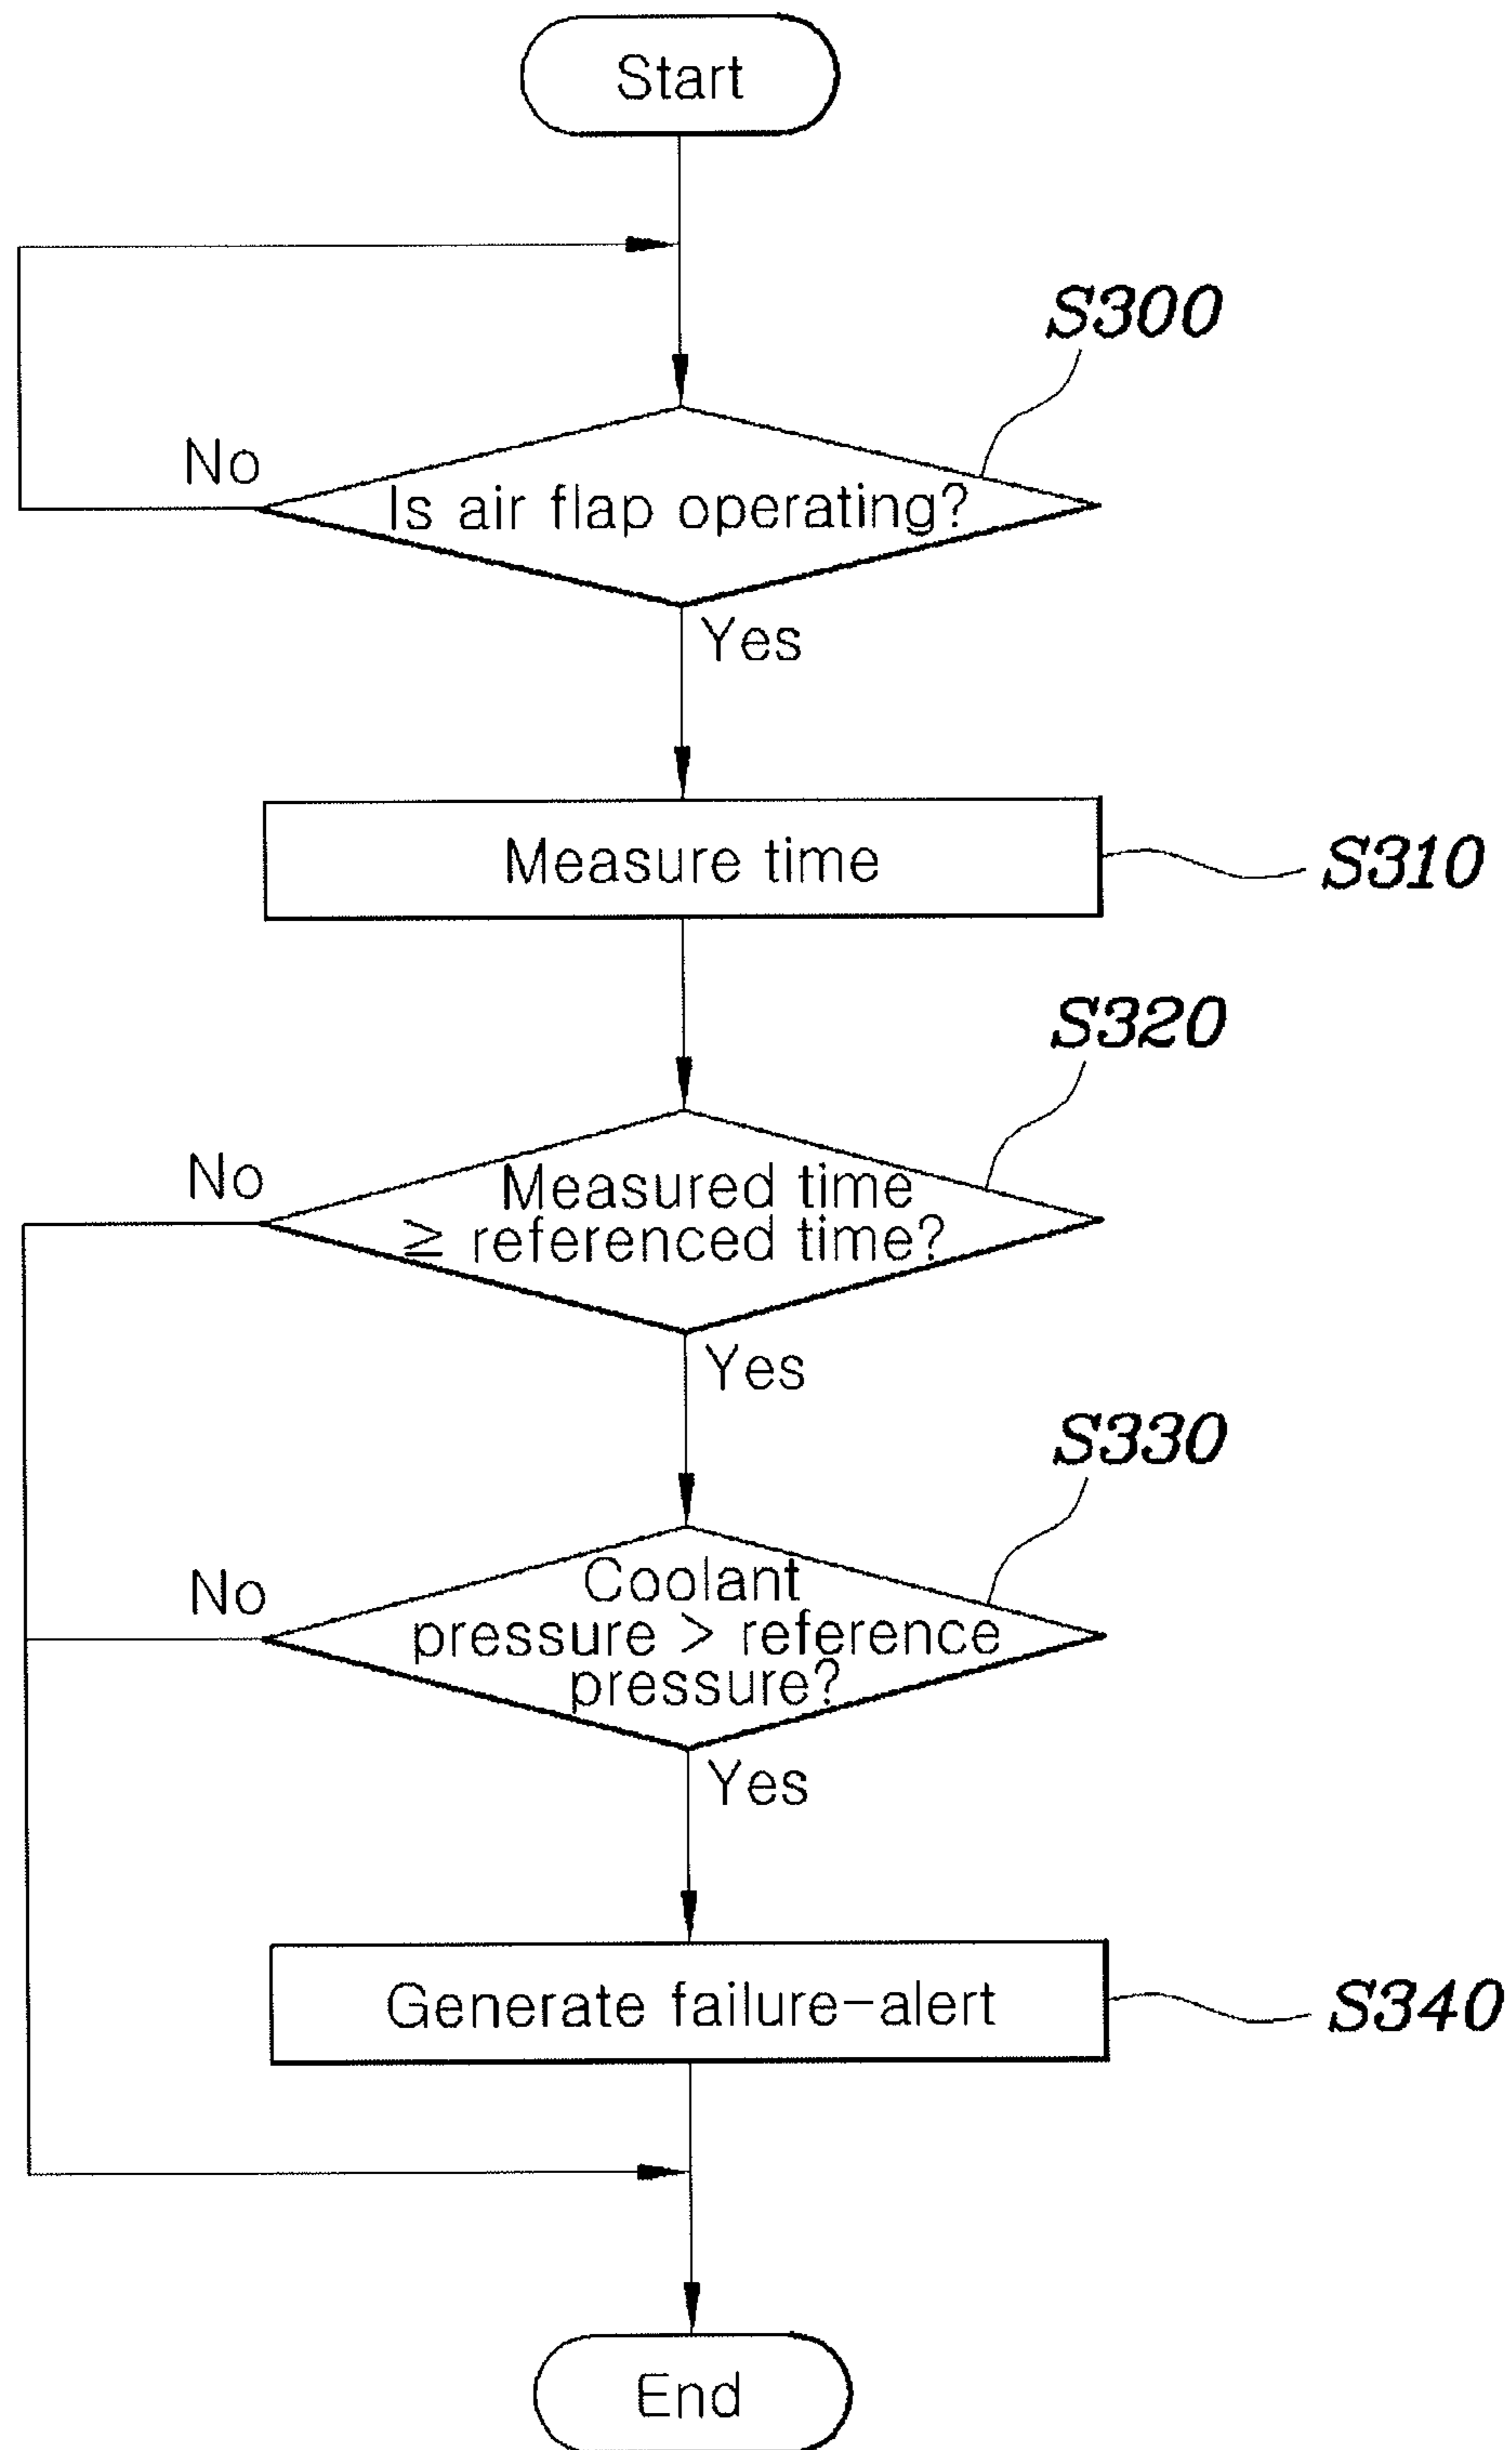 Start
S300
No
Is air flap operating?
Yes
Measure time
S310
S320
No
Measured time
≥ referenced time?
Yes
S330
No
Coolant
pressure > reference
pressure?
Yes
Generate failure-alert
S340
End